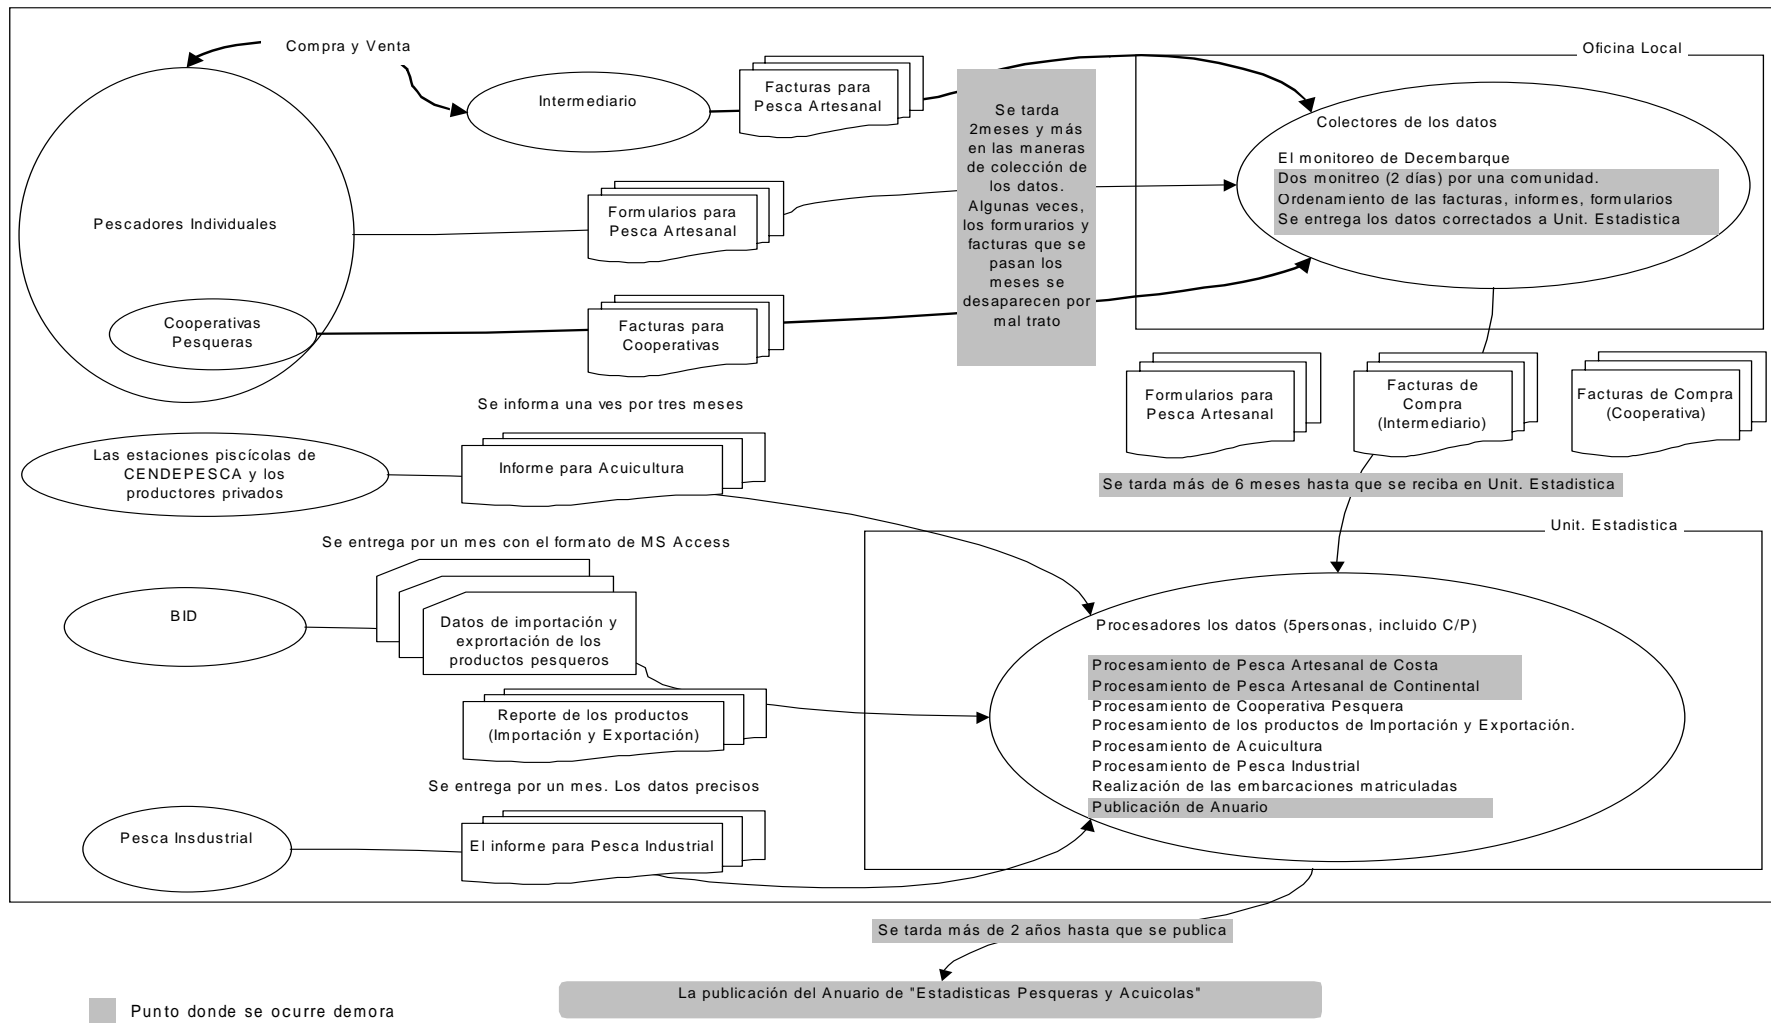 Compra y Venta
Oficina Local
Intermediario
Facturas para
Pesca Artesanal
Se tarda
2meses y más
en las maneras
de colección de
los datos.
Algunas veces,
los formurarios y
facturas que se
pasan los
meses se
desaparecen por
mal trato
Colectores de los datos
El monitoreo de Decembarque
Dos monitreo (2 días) por una comunidad.
Ordenamiento de las facturas, informes, formularios
Se entrega los datos correctados a Unit. Estadistica
Pescadores Individuales
Formularios para
Pesca Artesanal
Cooperativas
Pesqueras
Facturas para
Cooperativas
Formularios para
Pesca Artesanal
Facturas de
Compra
(Intermediario)
Facturas de Compra
(Cooperativa)
Se informa una ves por tres meses
Las estaciones piscícolas de
CENDEPESCA y los
productores privados
Informe para Acuicultura
Se tarda más de 6 meses hasta que se reciba en Unit. Estadistica
Unit. Estadistica
Se entrega por un mes con el formato de MS Access
BID
Datos de importación y
exprortación de los
productos pesqueros
Reporte de los productos
(Importación y Exportación)
Procesadores los datos (5personas, incluido C/P)
Procesamiento de Pesca Artesanal de Costa
Procesamiento de Pesca Artesanal de Continental
Procesamiento de Cooperativa Pesquera
Procesamiento de los productos de Importación y Exportación.
Procesamiento de Acuicultura
Procesamiento de Pesca Industrial
Realización de las embarcaciones matriculadas
Publicación de Anuario
Se entrega por un mes. Los datos precisos
Pesca Insdustrial
El informe para Pesca Industrial
Se tarda más de 2 años hasta que se publica
La publicación del Anuario de "Estadisticas Pesqueras y Acuicolas"
Punto donde se ocurre demora